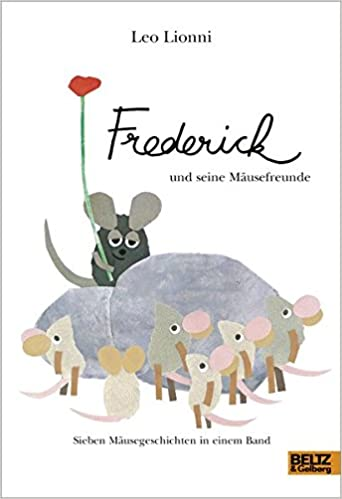 Leo Lionni
Frederick
und seine Mäusefreunde
Sieben Mäusegeschichten in einem Band
BELTZ
& Gelberg